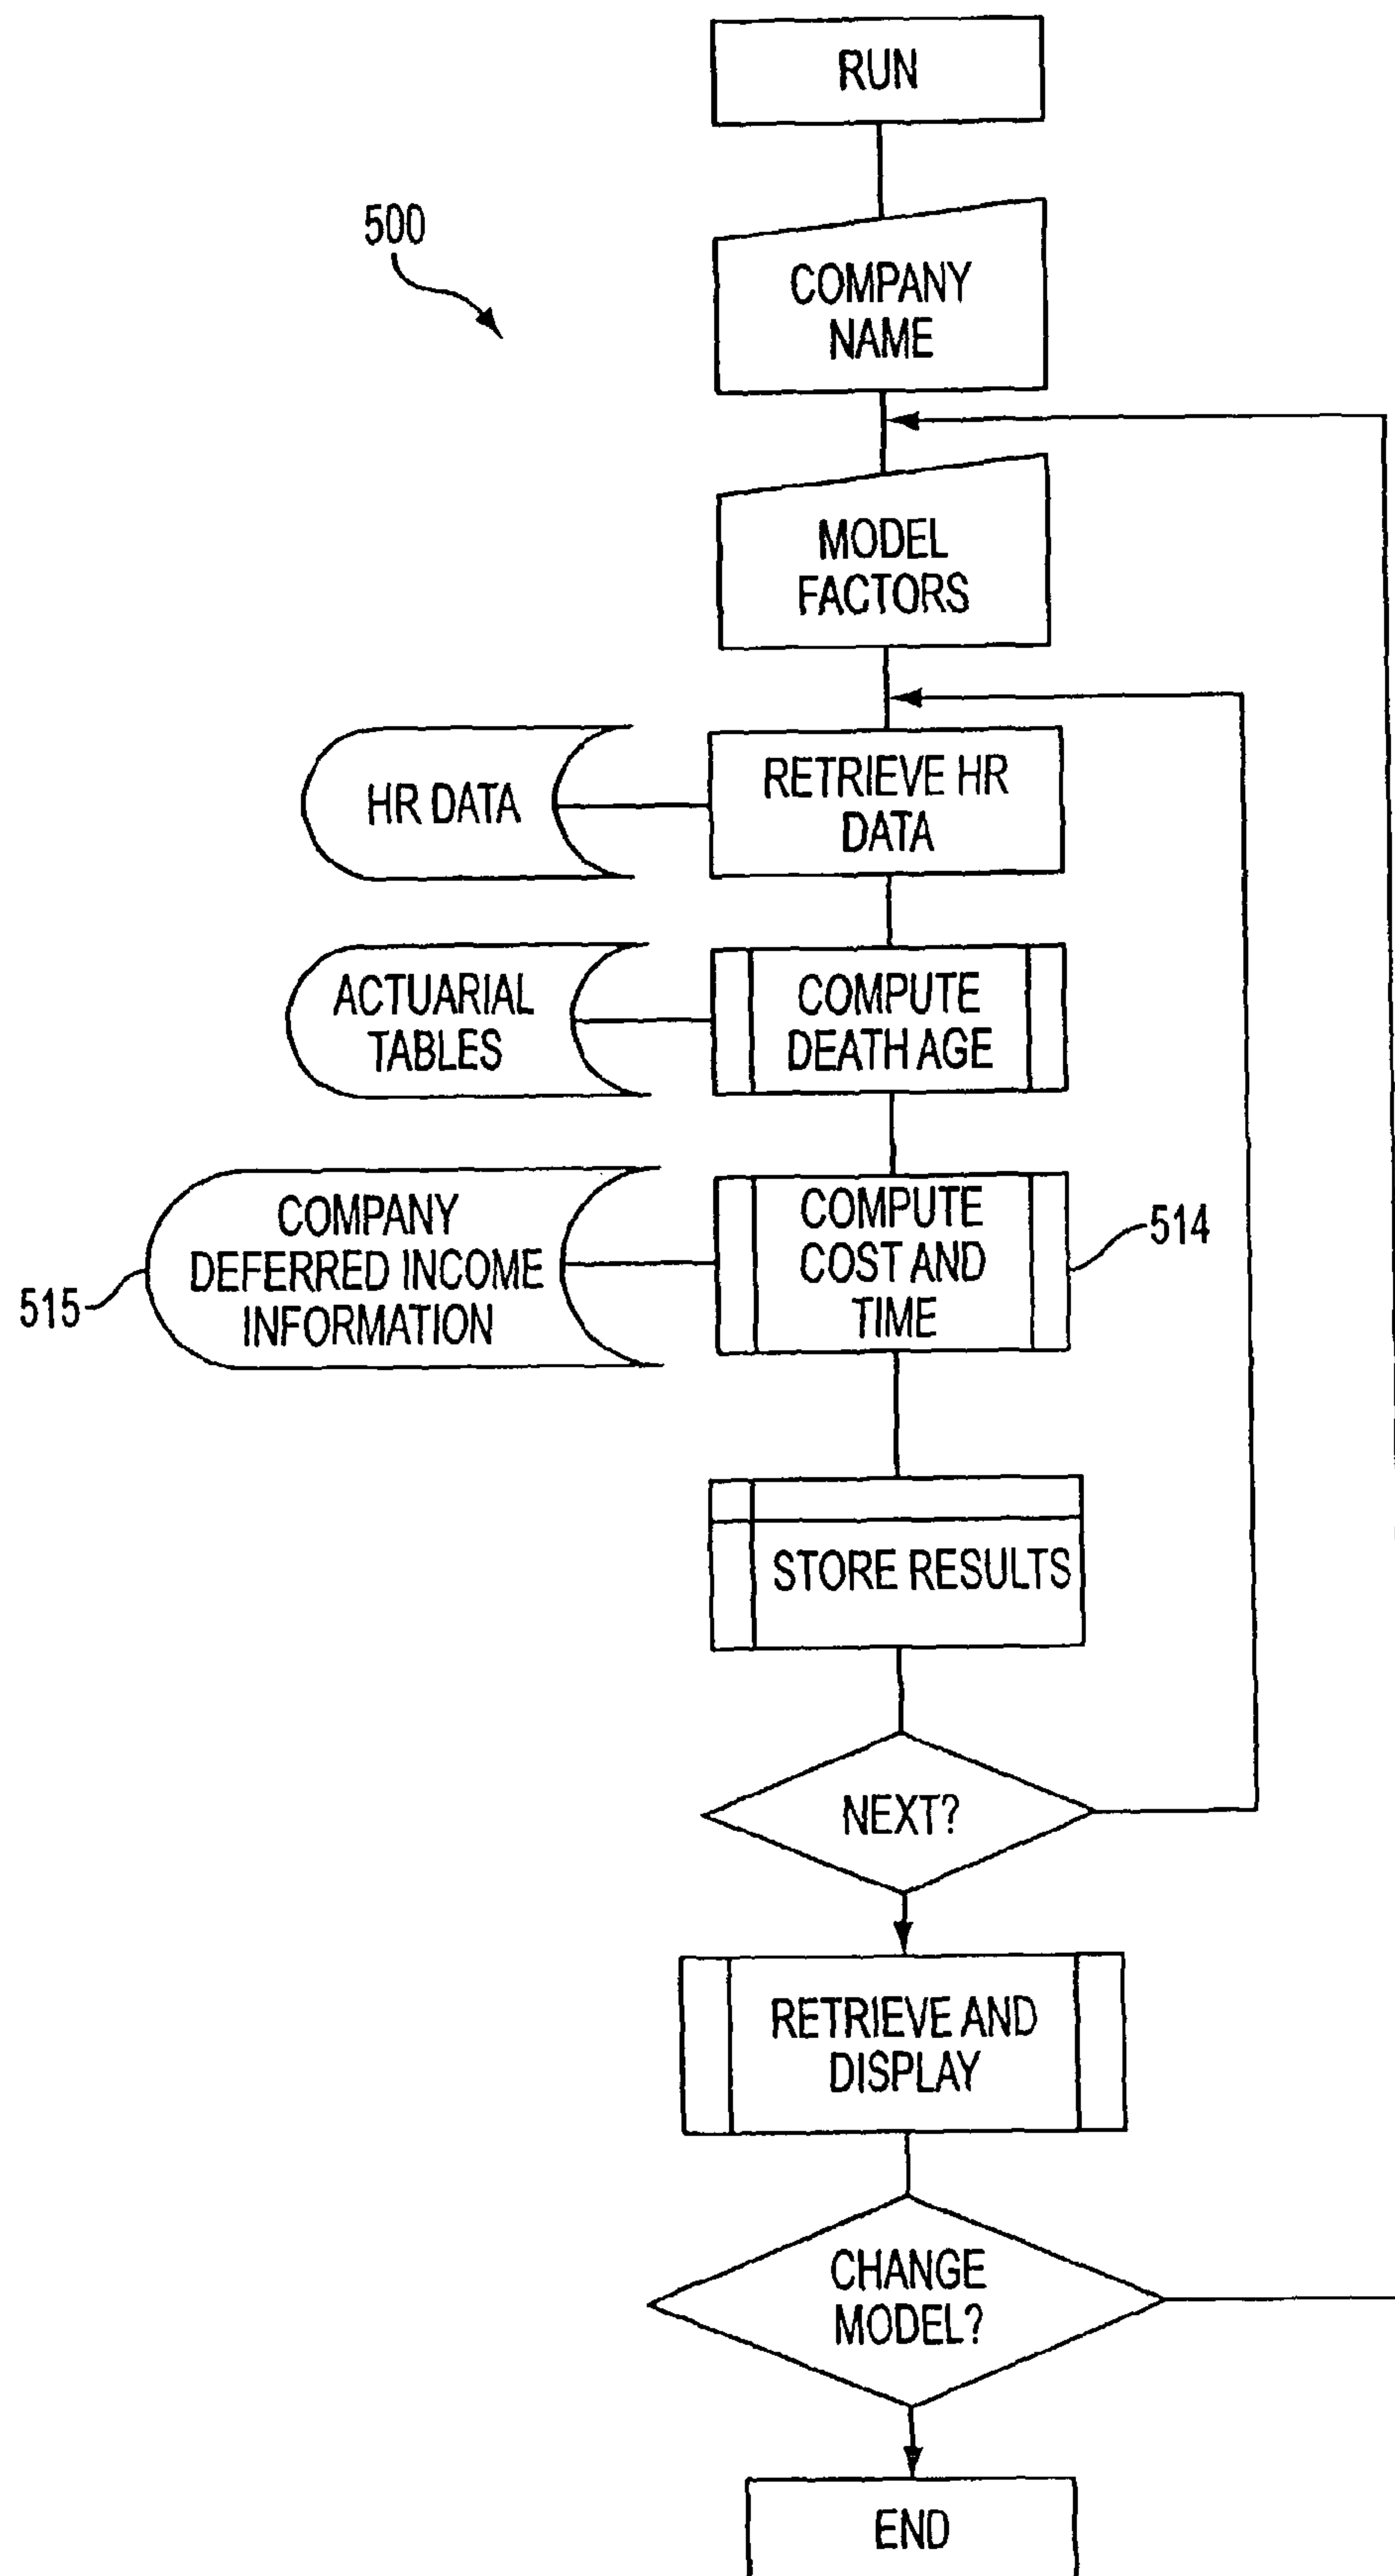 RUN
500
COMPANY
NAME
MODEL
FACTORS
HR DATA
RETRIEVE HR
DATA
ACTUARIAL
TABLES
COMPUTE
DEATH AGE
COMPANY
DEFERRED INCOME
INFORMATION
515
COMPUTE
COST AND
TIME
514
STORE RESULTS
NEXT?
RETRIEVE AND
DISPLAY
CHANGE
MODEL?
END